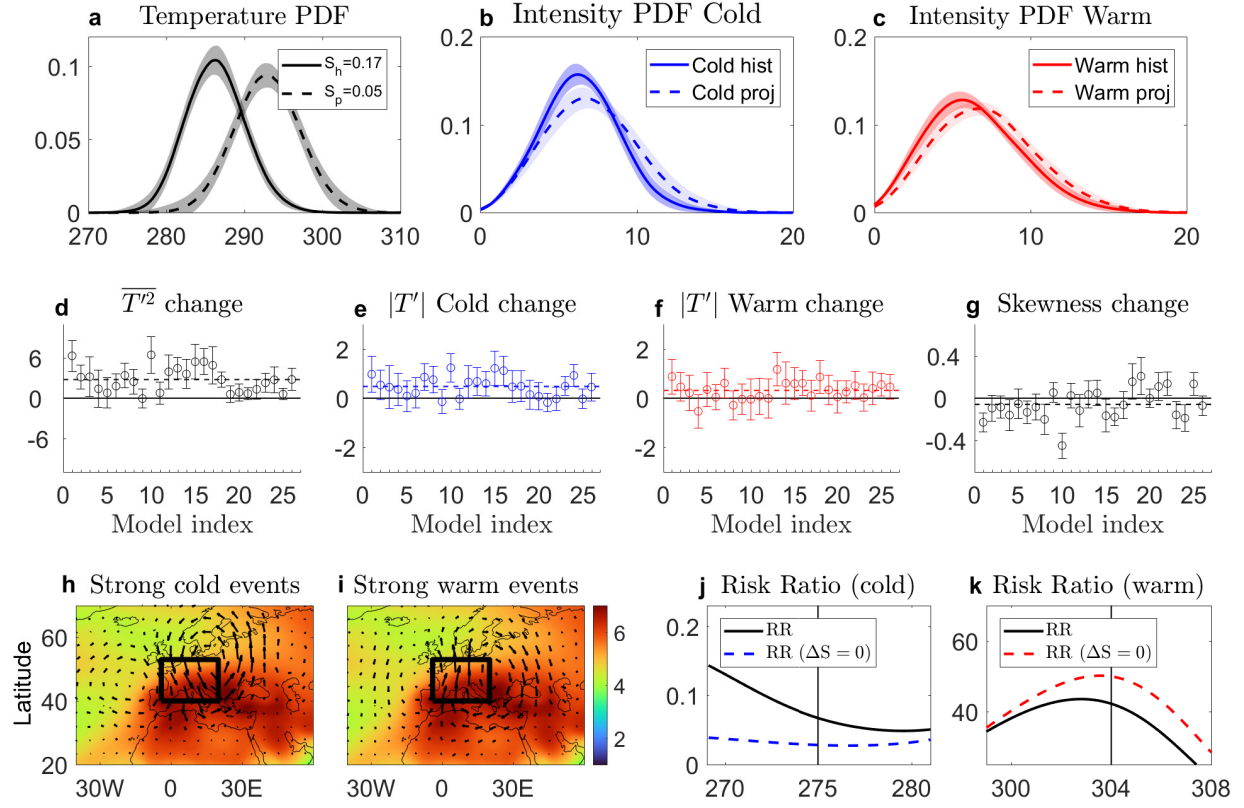 a Temperature PDF
0.1
0.05
0
270 280 290 300 310
S_h=0.17
S_p=0.05
b Intensity PDF Cold
0.2
0.1
0
0 10 20
Cold hist
Cold proj
c Intensity PDF Warm
0.2
0.1
0
0 10 20
Warm hist
Warm proj
d \overline{T'^2} change
6
0
-6
0 5 10 15 20 25
Model index
e |T'| Cold change
2
0
-2
0 5 10 15 20 25
Model index
f |T'| Warm change
2
0
-2
0 5 10 15 20 25
Model index
g Skewness change
0.4
0
-0.4
0 5 10 15 20 25
Model index
h Strong cold events
Latitude
60
40
20
30W 0 30E
i Strong warm events
30W 0 30E
6
4
2
j Risk Ratio (cold)
0.2
0.1
0
270 275 280
RR
RR (ΔS = 0)
k Risk Ratio (warm)
60
40
300 304 308
RR
RR (ΔS = 0)